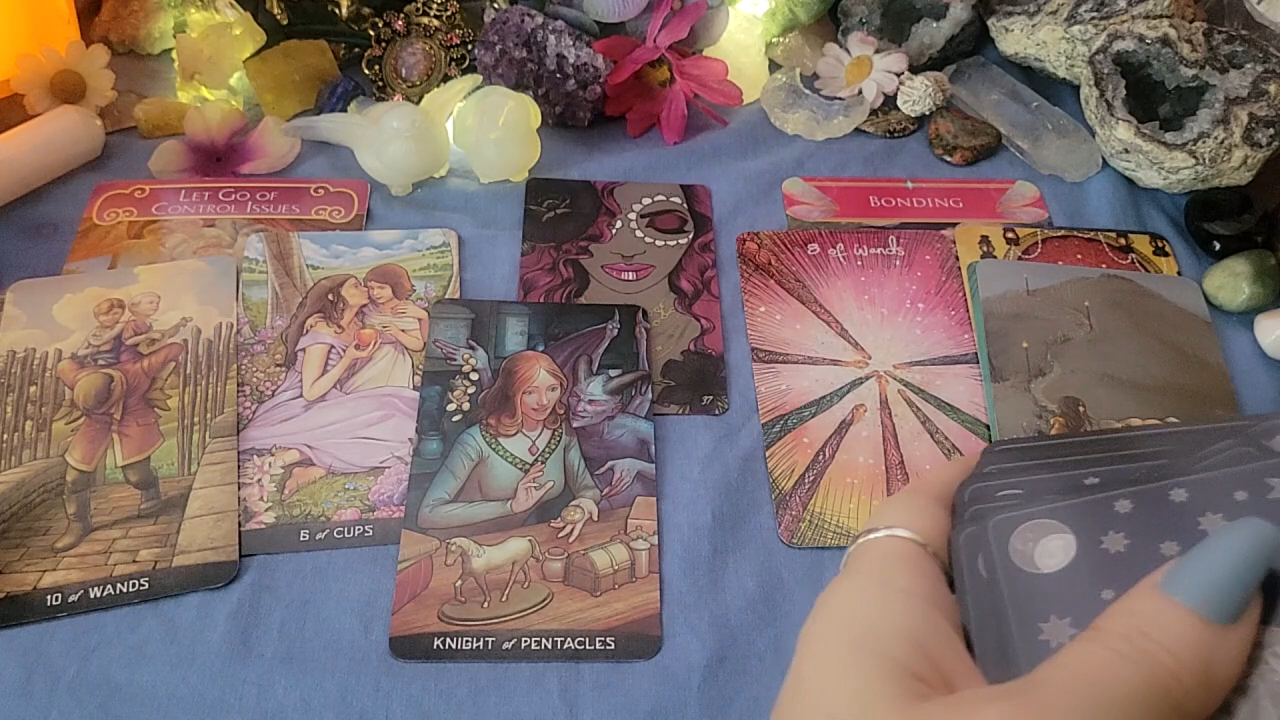 LET GO OF
CONTROL ISSUES
BONDING
8 of Wands
10 of WANDS
6 of CUPS
37
KNIGHT of PENTACLES